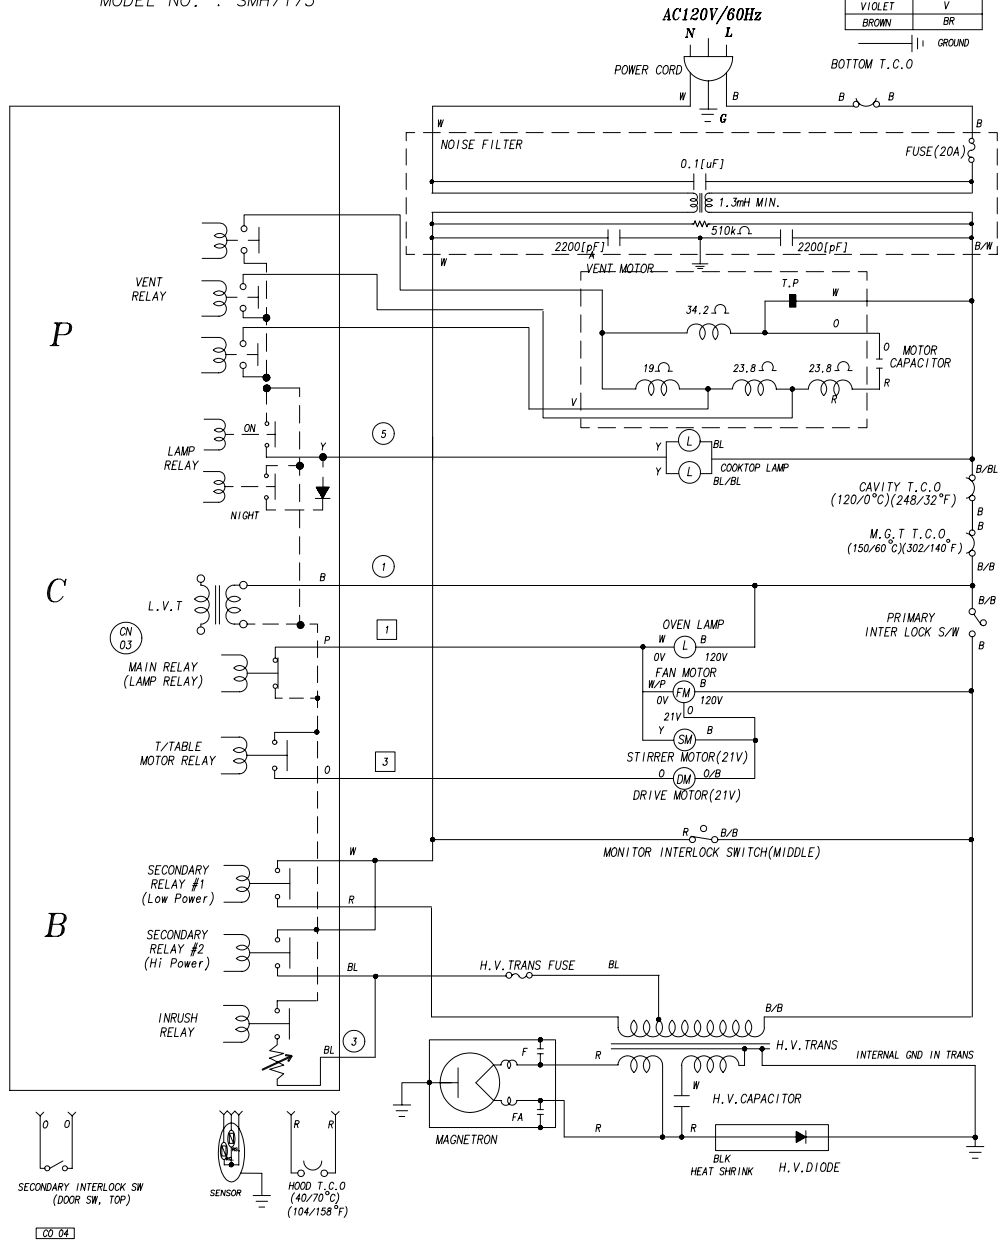 MODEL NO. : SMH7175
AC120V/60Hz
N L
VIOLET V
BROWN BR
GROUND
BOTTOM T.C.O
POWER CORD
W B B B
G
W B
NOISE FILTER
FUSE(20A)
0.1[uF]
1.3mH MIN.
510kΩ
2200[pF] 2200[pF]
B/W
W
A
VENT MOTOR
T.P
W
VENT
RELAY
34.2Ω
O
O
MOTOR
CAPACITOR
P
19Ω 23.8Ω 23.8Ω
R
R
V
ON
5
Y
Y L BL
LAMP
RELAY
Y L BL/BL
COOKTOP LAMP
B/BL
NIGHT
CAVITY T.C.O
(120/0°C)(248/32°F)
B
M.G.T T.C.O
B
(150/60°C)(302/140°F)
B/B
C
B
1
L.V.T
B/B
CN
03
P
1
OVEN LAMP
PRIMARY
INTER LOCK S/W
B
W L B
0V 120V
MAIN RELAY
(LAMP RELAY)
FAN MOTOR
W/P FM B
0V 120V
21V O
T/TABLE
MOTOR RELAY
Y SM B
STIRRER MOTOR(21V)
O
3
O DM O/B
DRIVE MOTOR(21V)
R B/B
MONITOR INTERLOCK SWITCH(MIDDLE)
W
SECONDARY
RELAY #1
(Low Power)
R
B
SECONDARY
RELAY #2
(Hi Power)
BL
H.V.TRANS FUSE
BL
B/B
INRUSH
RELAY
BL
3
H.V.TRANS
F
R
INTERNAL GND IN TRANS
W
H.V.CAPACITOR
FA
MAGNETRON
R R
BLK
HEAT SHRINK
H.V.DIODE
O O
SECONDARY INTERLOCK SW
(DOOR SW, TOP)
SENSOR
R R
HOOD T.C.O
(40/70°C)
(104/158°F)
CO 04